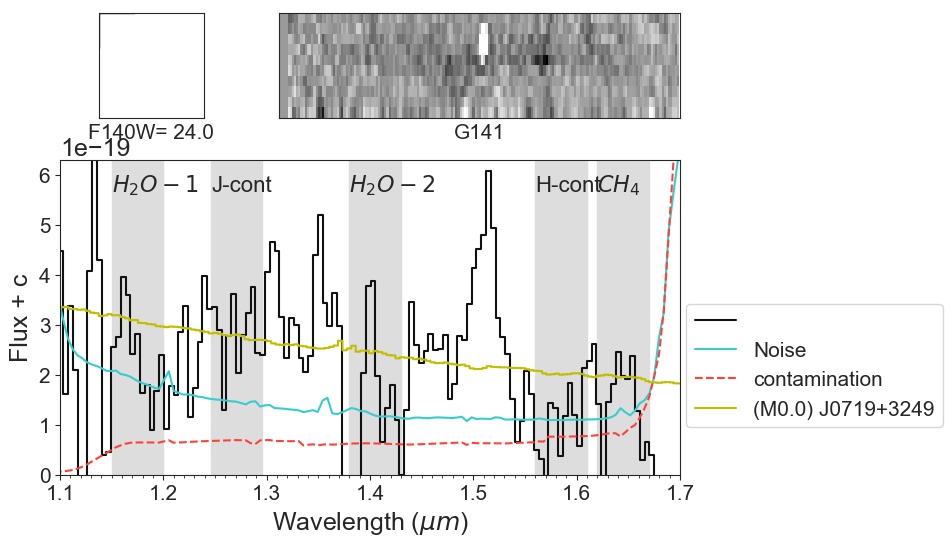 F140W= 24.0
G141
1e−19
H₂O − 1
J-cont
H₂O − 2
H-cont
CH₄
6
5
4
3
2
1
0
Flux + c
1.1
1.2
1.3
1.4
1.5
1.6
1.7
Wavelength (μm)
Noise
contamination
(M0.0) J0719+3249